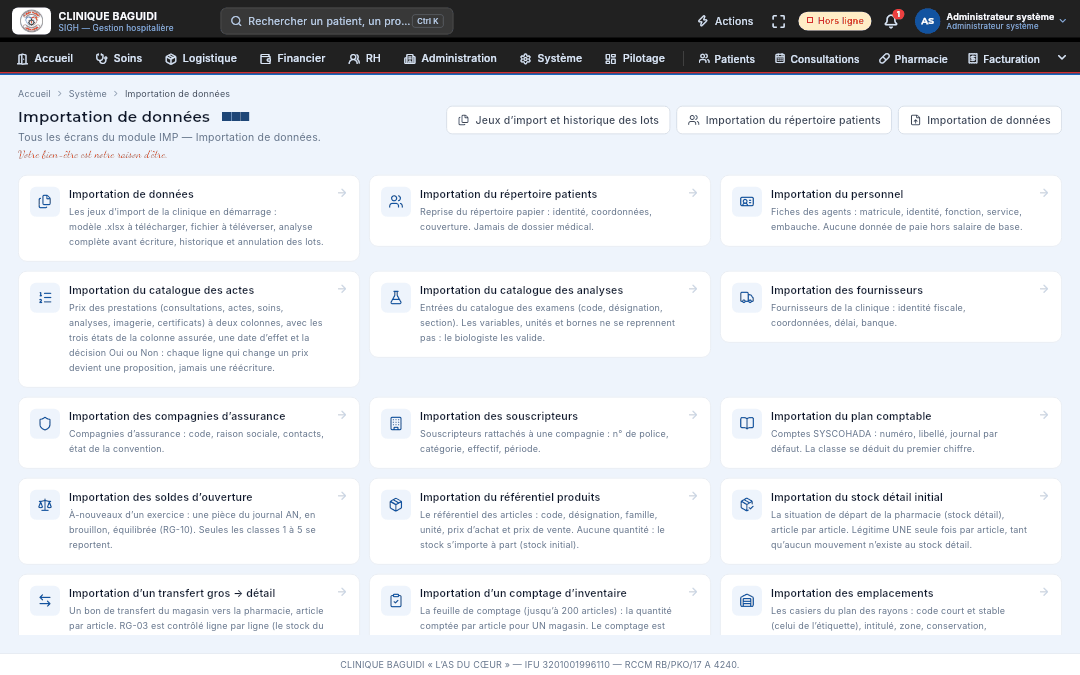 CLINIQUE BAGUIDI
SIGH — Gestion hospitalière
Rechercher un patient, un pro... Ctrl K
Actions
Hors ligne
1
AS
Administrateur système
Administrateur système
Accueil
Soins
Logistique
Financier
RH
Administration
Système
Pilotage
Patients
Consultations
Pharmacie
Facturation
Accueil > Système > Importation de données
Importation de données
Tous les écrans du module IMP — Importation de données.
Votre bien-être est notre raison d'être.
Jeux d'import et historique des lots
Importation du répertoire patients
Importation de données
Importation de données
Les jeux d'import de la clinique en démarrage :
modèle .xlsx à télécharger, fichier à téléverser, analyse
complète avant écriture, historique et annulation des lots.
Importation du répertoire patients
Reprise du répertoire papier : identité, coordonnées,
couverture. Jamais de dossier médical.
Importation du personnel
Fiches des agents : matricule, identité, fonction, service,
embauche. Aucune donnée de paie hors salaire de base.
Importation du catalogue des actes
Prix des prestations (consultations, actes, soins,
analyses, imagerie, certificats) à deux colonnes, avec les
trois états de la colonne assurée, une date d'effet et la
décision Oui ou Non : chaque ligne qui change un prix
devient une proposition, jamais une réécriture.
Importation du catalogue des analyses
Entrées du catalogue des examens (code, désignation,
section). Les variables, unités et bornes ne se reprennent
pas : le biologiste les valide.
Importation des fournisseurs
Fournisseurs de la clinique : identité fiscale,
coordonnées, délai, banque.
Importation des compagnies d'assurance
Compagnies d'assurance : code, raison sociale, contacts,
état de la convention.
Importation des souscripteurs
Souscripteurs rattachés à une compagnie : n° de police,
catégorie, effectif, période.
Importation du plan comptable
Comptes SYSCOHADA : numéro, libellé, journal par
défaut. La classe se déduit du premier chiffre.
Importation des soldes d'ouverture
À-nouveaux d'un exercice : une pièce du journal AN, en
brouillon, équilibrée (RG-10). Seules les classes 1 à 5 se
reportent.
Importation du référentiel produits
Le référentiel des articles : code, désignation, famille,
unité, prix d'achat et prix de vente. Aucune quantité : le
stock s'importe à part (stock initial).
Importation du stock détail initial
La situation de départ de la pharmacie (stock détail),
article par article. Légitime UNE seule fois par article, tant
qu'aucun mouvement n'existe au stock détail.
Importation d'un transfert gros → détail
Un bon de transfert du magasin vers la pharmacie, article
par article. RG-03 est contrôlé ligne par ligne (le stock du
Importation d'un comptage d'inventaire
La feuille de comptage (jusqu'à 200 articles) : la quantité
comptée par article pour UN magasin. Le comptage est
Importation des emplacements
Les casiers du plan des rayons : code court et stable
(celui de l'étiquette), intitulé, zone, conservation,
CLINIQUE BAGUIDI « L'AS DU CŒUR » — IFU 3201001996110 — RCCM RB/PKO/17 A 4240.